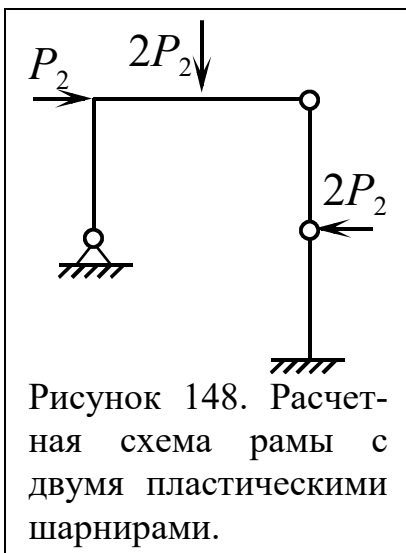 2P₂
P₂
2P₂
Рисунок 148. Расчет-
ная схема рамы с
двумя пластическими
шарнирами.